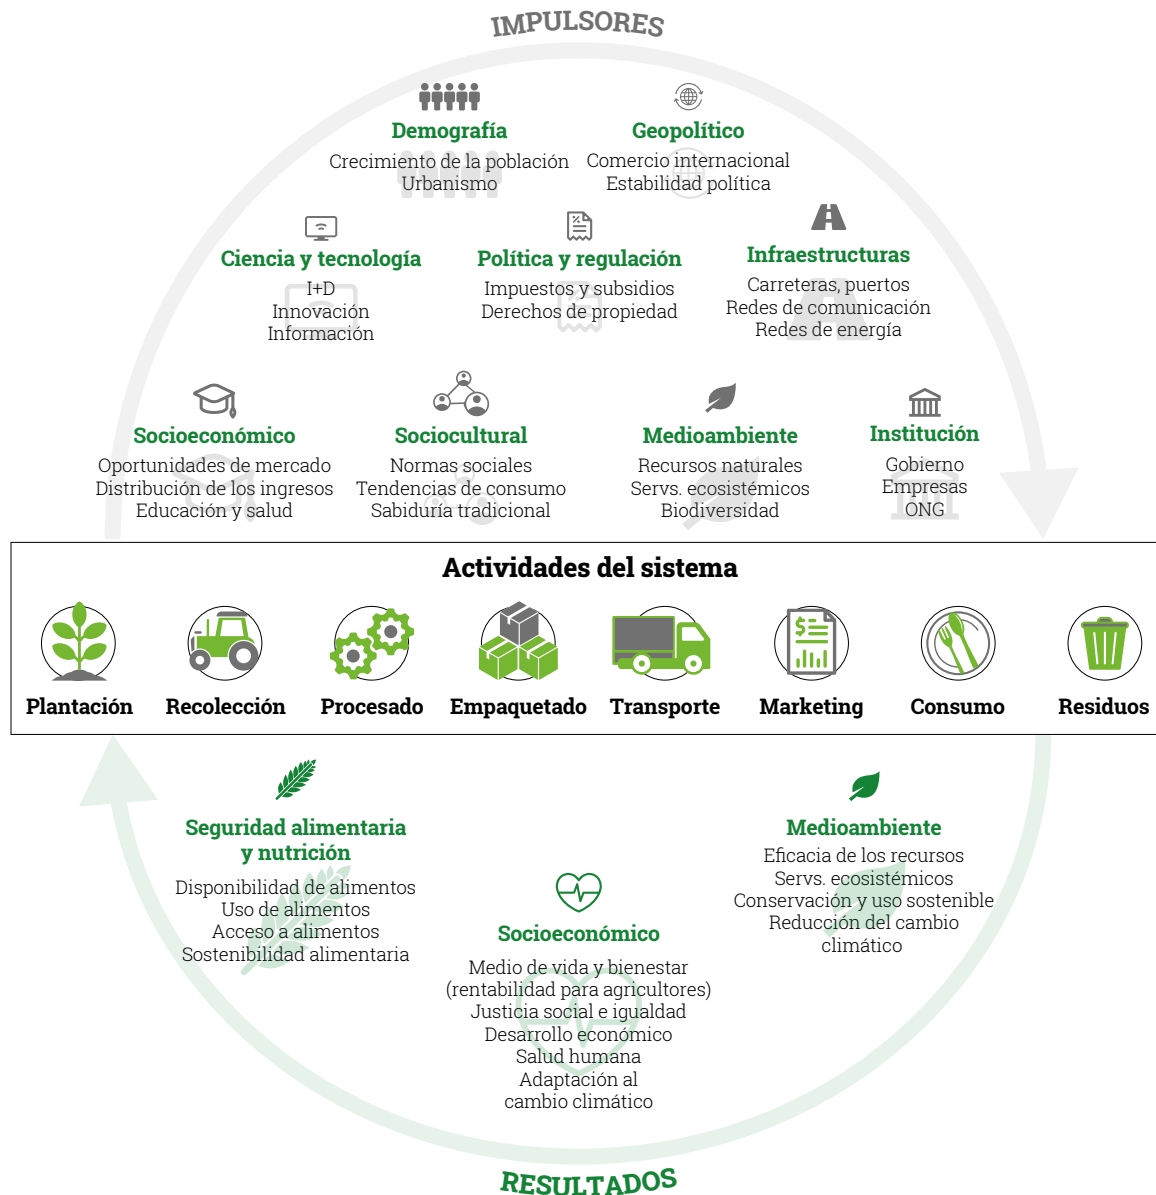 IMPULSORES
Demografía
Crecimiento de la población
Urbanismo
Geopolítico
Comercio internacional
Estabilidad política
Ciencia y tecnología
I+D
Innovación
Información
Política y regulación
Impuestos y subsidios
Derechos de propiedad
Infraestructuras
Carreteras, puertos
Redes de comunicación
Redes de energía
Socioeconómico
Oportunidades de mercado
Distribución de los ingresos
Educación y salud
Sociocultural
Normas sociales
Tendencias de consumo
Sabiduría tradicional
Medioambiente
Recursos naturales
Servs. ecosistémicos
Biodiversidad
Institución
Gobierno
Empresas
ONG
Actividades del sistema
Plantación
Recolección
Procesado
Empaquetado
Transporte
Marketing
Consumo
Residuos
Seguridad alimentaria
y nutrición
Disponibilidad de alimentos
Uso de alimentos
Acceso a alimentos
Sostenibilidad alimentaria
Socioeconómico
Medio de vida y bienestar
(rentabilidad para agricultores)
Justicia social e igualdad
Desarrollo económico
Salud humana
Adaptación al
cambio climático
Medioambiente
Eficacia de los recursos
Servs. ecosistémicos
Conservación y uso sostenible
Reducción del cambio
climático
RESULTADOS